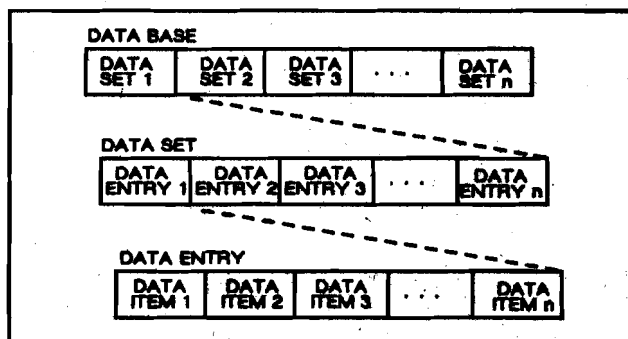 DATA BASE
DATA DATA DATA . . . DATA
SET 1 SET 2 SET 3 SET n
DATA SET
DATA DATA DATA . . . DATA
ENTRY 1 ENTRY 2 ENTRY 3 ENTRY n
DATA ENTRY
DATA DATA DATA . . . DATA
ITEM 1 ITEM 2 ITEM 3 ITEM n